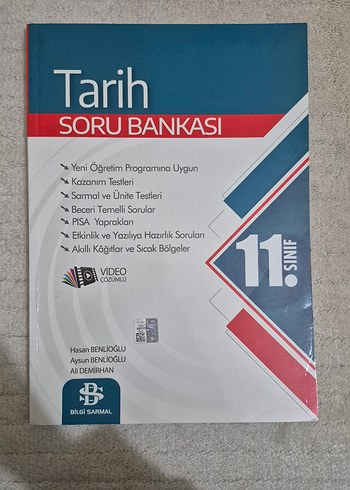 Tarih
SORU BANKASI
Yeni Öğretim Programına Uygun
Kazanım Testleri
Sarmal ve Ünite Testleri
Beceri Temelli Sorular
PISA Yaprakları
Etkinlik ve Yazılıya Hazırlık Soruları
Akıllı Kağıtlar ve Sıcak Bölgeler
11. SINIF
VİDEO
ÇÖZÜMLÜ
Hasan BENLİOĞLU
Aysun BENLİOĞLU
Ali DEMİRHAN
BİLGİ SARMAL